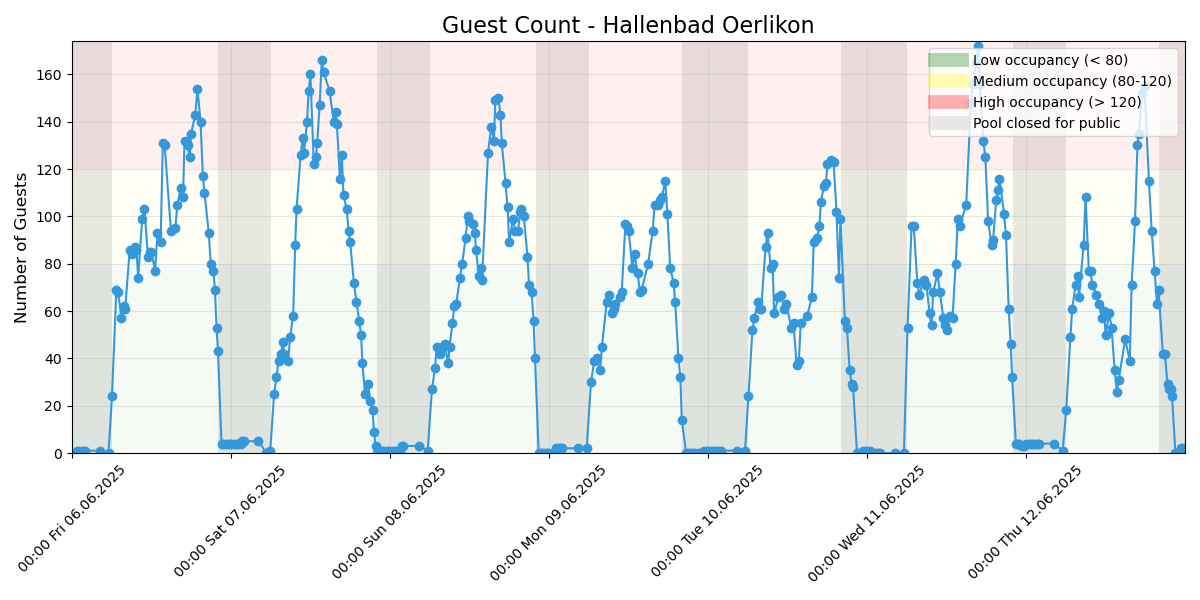 Guest Count - Hallenbad Oerlikon
Low occupancy (< 80)
Medium occupancy (80-120)
High occupancy (> 120)
Pool closed for public
Number of Guests
160
140
120
100
80
60
40
20
0
00:00 Fri 06.06.2025
00:00 Sat 07.06.2025
00:00 Sun 08.06.2025
00:00 Mon 09.06.2025
00:00 Tue 10.06.2025
00:00 Wed 11.06.2025
00:00 Thu 12.06.2025